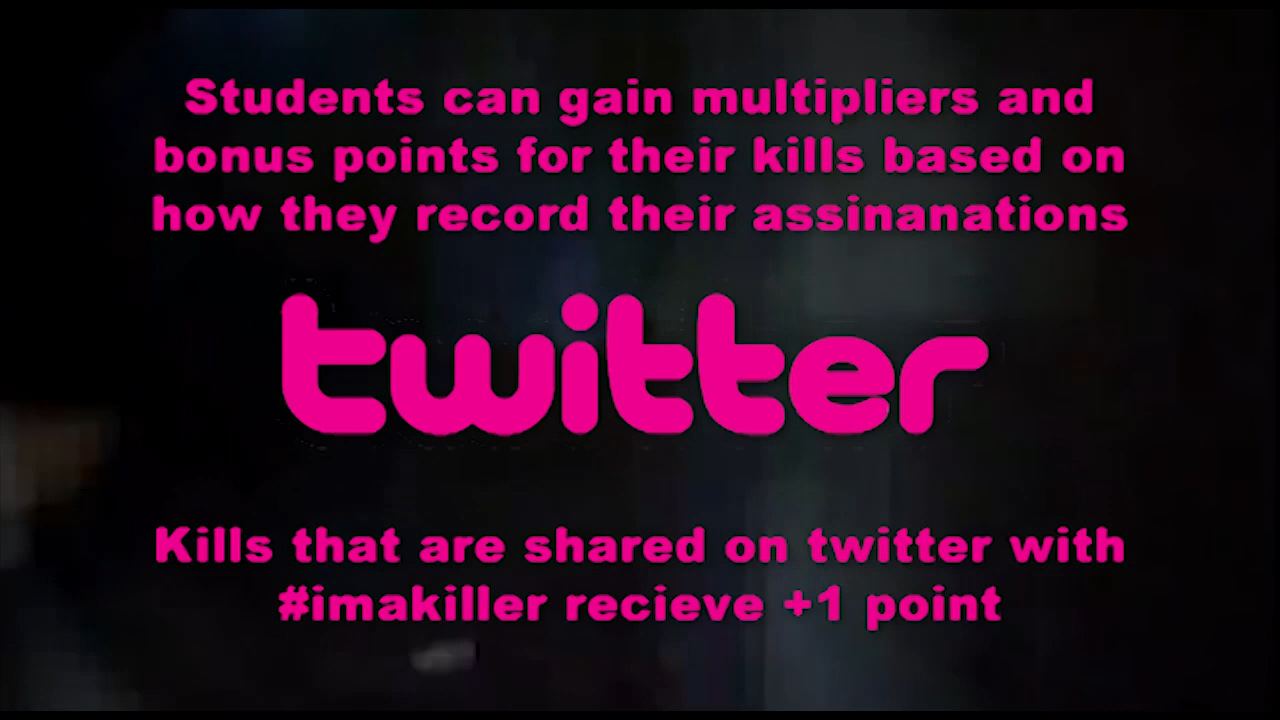 Students can gain multipliers and
bonus points for their kills based on
how they record their assinanations
twitter
Kills that are shared on twitter with
#imakiller recieve +1 point